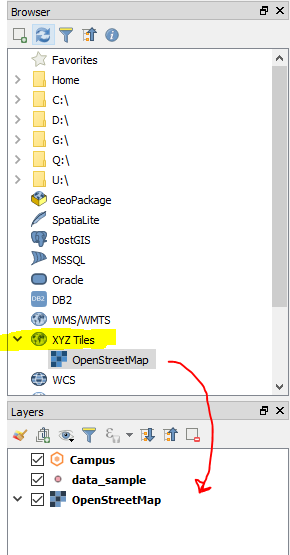 Browser
Favorites
Home
C:\
D:\
G:\
Q:\
U:\
GeoPackage
SpatiaLite
PostGIS
MSSQL
Oracle
DB2 DB2
WMS/WMTS
XYZ Tiles
OpenStreetMap
WCS
Layers
Campus
data_sample
OpenStreetMap